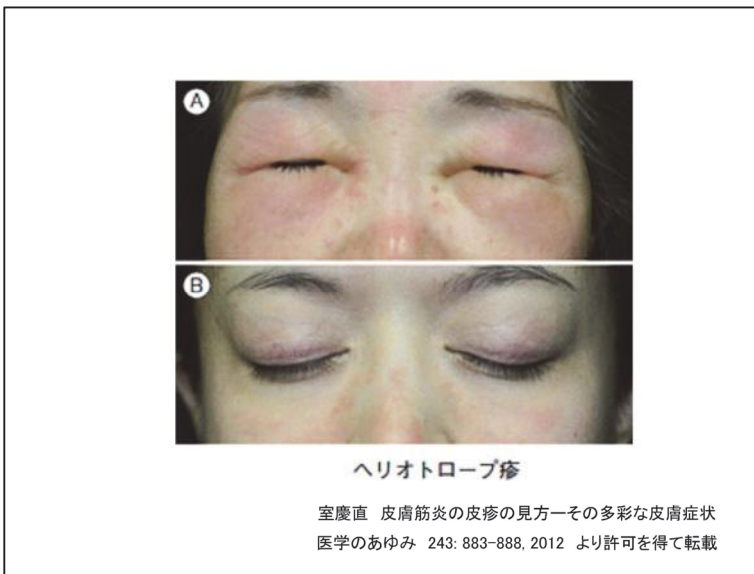 A
B
ヘリオトロープ疹
室慶直 皮膚筋炎の皮疹の見方ーその多彩な皮膚症状
医学のあゆみ 243: 883-888, 2012 より許可を得て転載